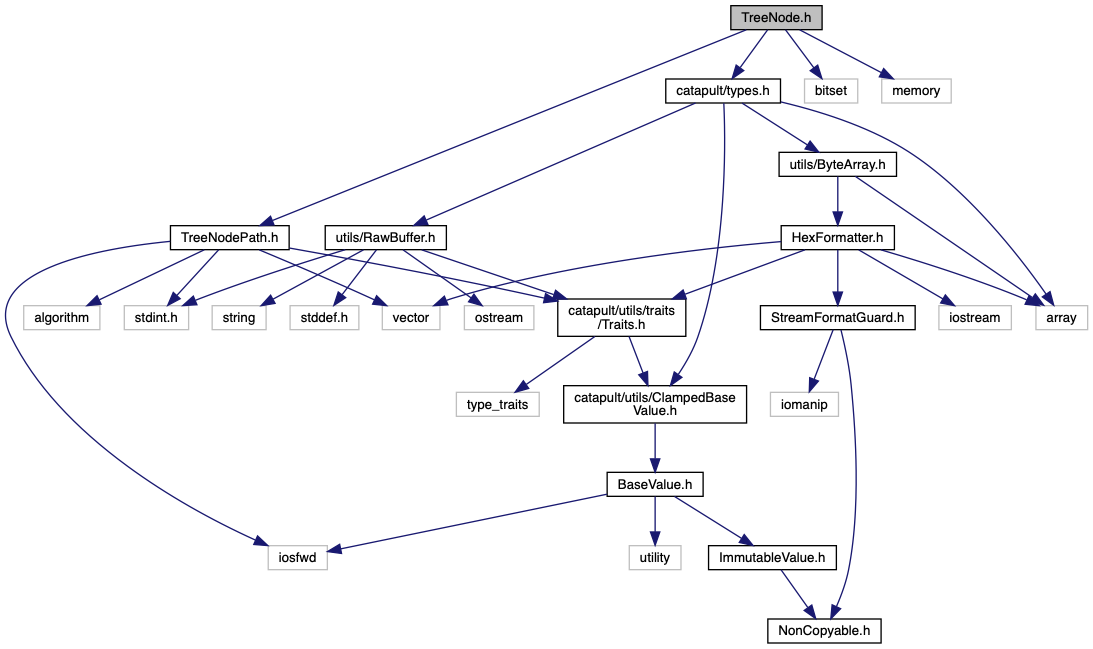 TreeNode.h
catapult/types.h
bitset
memory
utils/ByteArray.h
TreeNodePath.h
utils/RawBuffer.h
HexFormatter.h
algorithm
stdint.h
string
stddef.h
vector
ostream
catapult/utils/traits
/Traits.h
StreamFormatGuard.h
iostream
array
type_traits
catapult/utils/ClampedBase
Value.h
iomanip
BaseValue.h
iosfwd
utility
ImmutableValue.h
NonCopyable.h